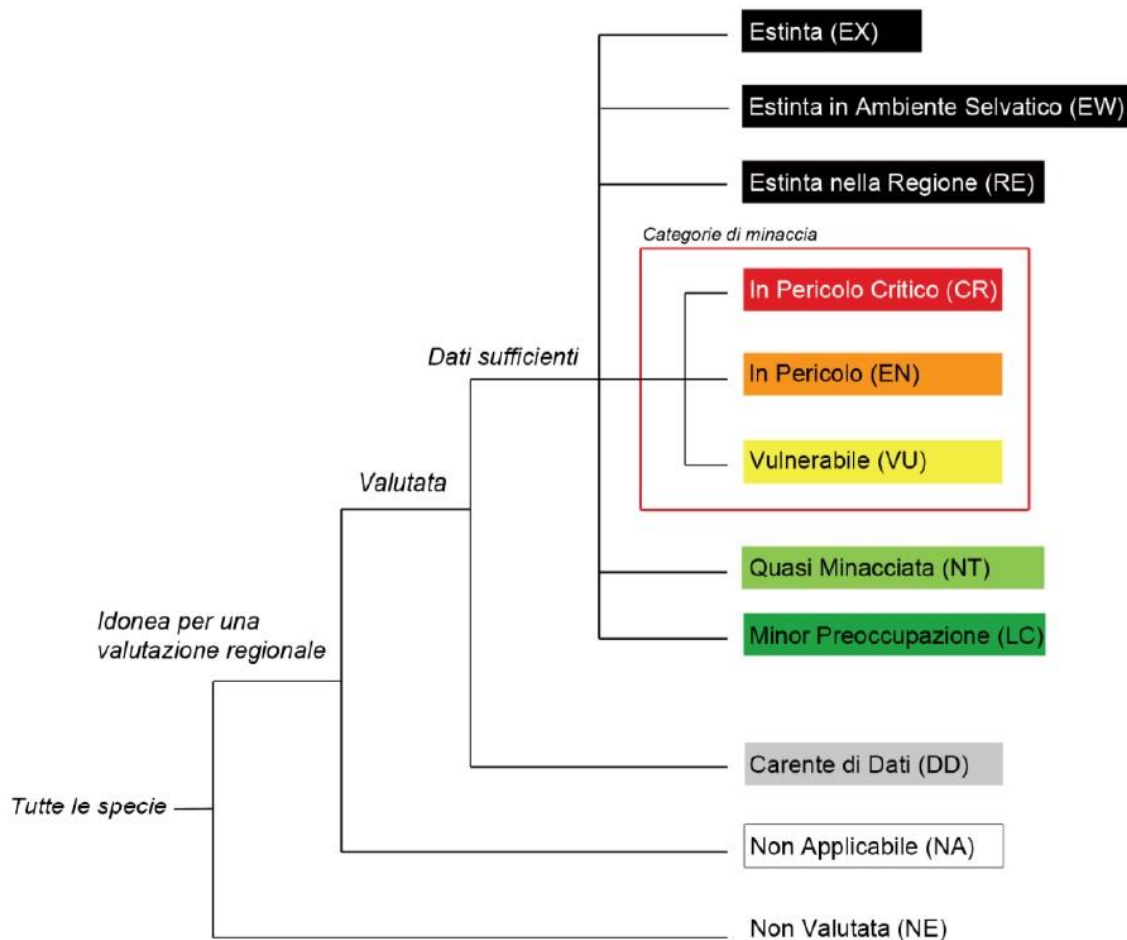 Estinta (EX)
Estinta in Ambiente Selvatico (EW)
Estinta nella Regione (RE)
Categorie di minaccia
In Pericolo Critico (CR)
Dati sufficienti
In Pericolo (EN)
Vulnerabile (VU)
Valutata
Quasi Minacciata (NT)
Idonea per una
valutazione regionale
Minor Preoccupazione (LC)
Carente di Dati (DD)
Tutte le specie
Non Applicabile (NA)
Non Valutata (NE)